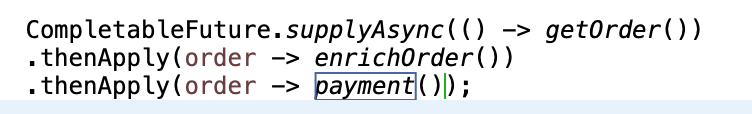 CompletableFuture.supplyAsync(() -> getOrder())
.thenApply(order -> enrichOrder())
.thenApply(order -> payment());